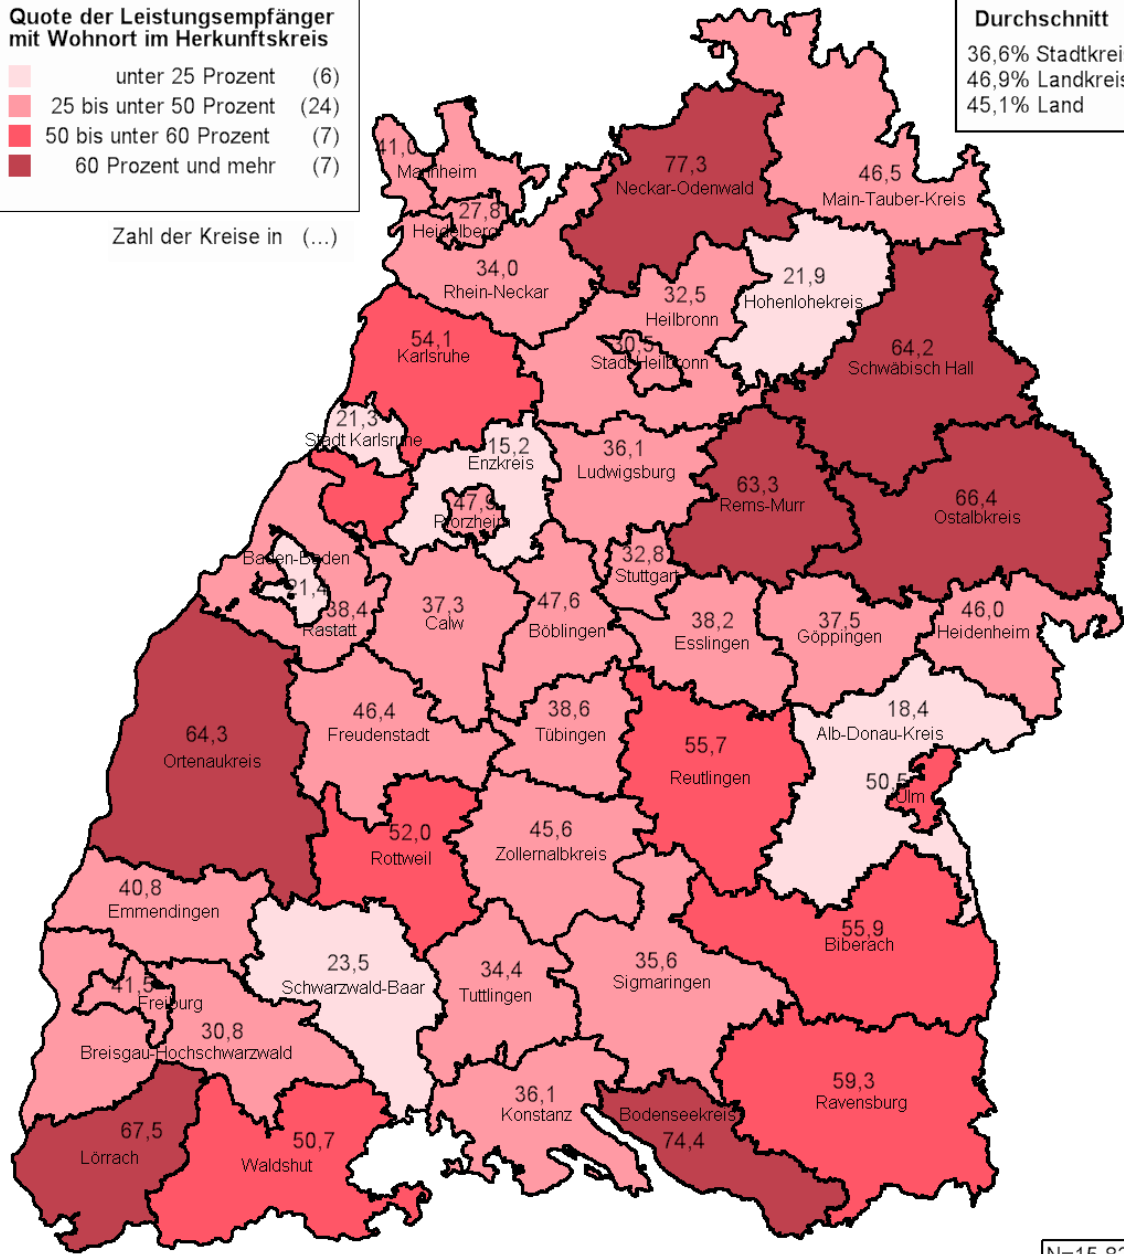 Quote der Leistungsempfänger
mit Wohnort im Herkunftskreis
unter 25 Prozent (6)
25 bis unter 50 Prozent (24)
50 bis unter 60 Prozent (7)
60 Prozent und mehr (7)
Zahl der Kreise in (...)
Durchschnitt
36,6% Stadtkreis
46,9% Landkreis
45,1% Land
41,0
Mannheim
27,8
Heidelberg
34,0
Rhein-Neckar
77,3
Neckar-Odenwald
46,5
Main-Tauber-Kreis
32,5
Heilbronn
21,9
Hohenlohekreis
30,5
Stadt Heilbronn
54,1
Karlsruhe
64,2
Schwäbisch Hall
21,3
Stadt Karlsruhe
15,2
Enzkreis
47,9
Pforzheim
36,1
Ludwigsburg
63,3
Rems-Murr
66,4
Ostalbkreis
Baden-Baden
21,4
38,4
Rastatt
37,3
Calw
47,6
Böblingen
32,8
Stuttgart
38,2
Esslingen
37,5
Göppingen
46,0
Heidenheim
64,3
Ortenaukreis
46,4
Freudenstadt
38,6
Tübingen
55,7
Reutlingen
18,4
Alb-Donau-Kreis
50,5
Ulm
52,0
Rottweil
45,6
Zollernalbkreis
40,8
Emmendingen
55,9
Biberach
23,5
Schwarzwald-Baar
34,4
Tuttlingen
35,6
Sigmaringen
41,5
Freiburg
30,8
Breisgau-Hochschwarzwald
36,1
Konstanz
Bodenseekreis
74,4
59,3
Ravensburg
67,5
Lörrach
50,7
Waldshut